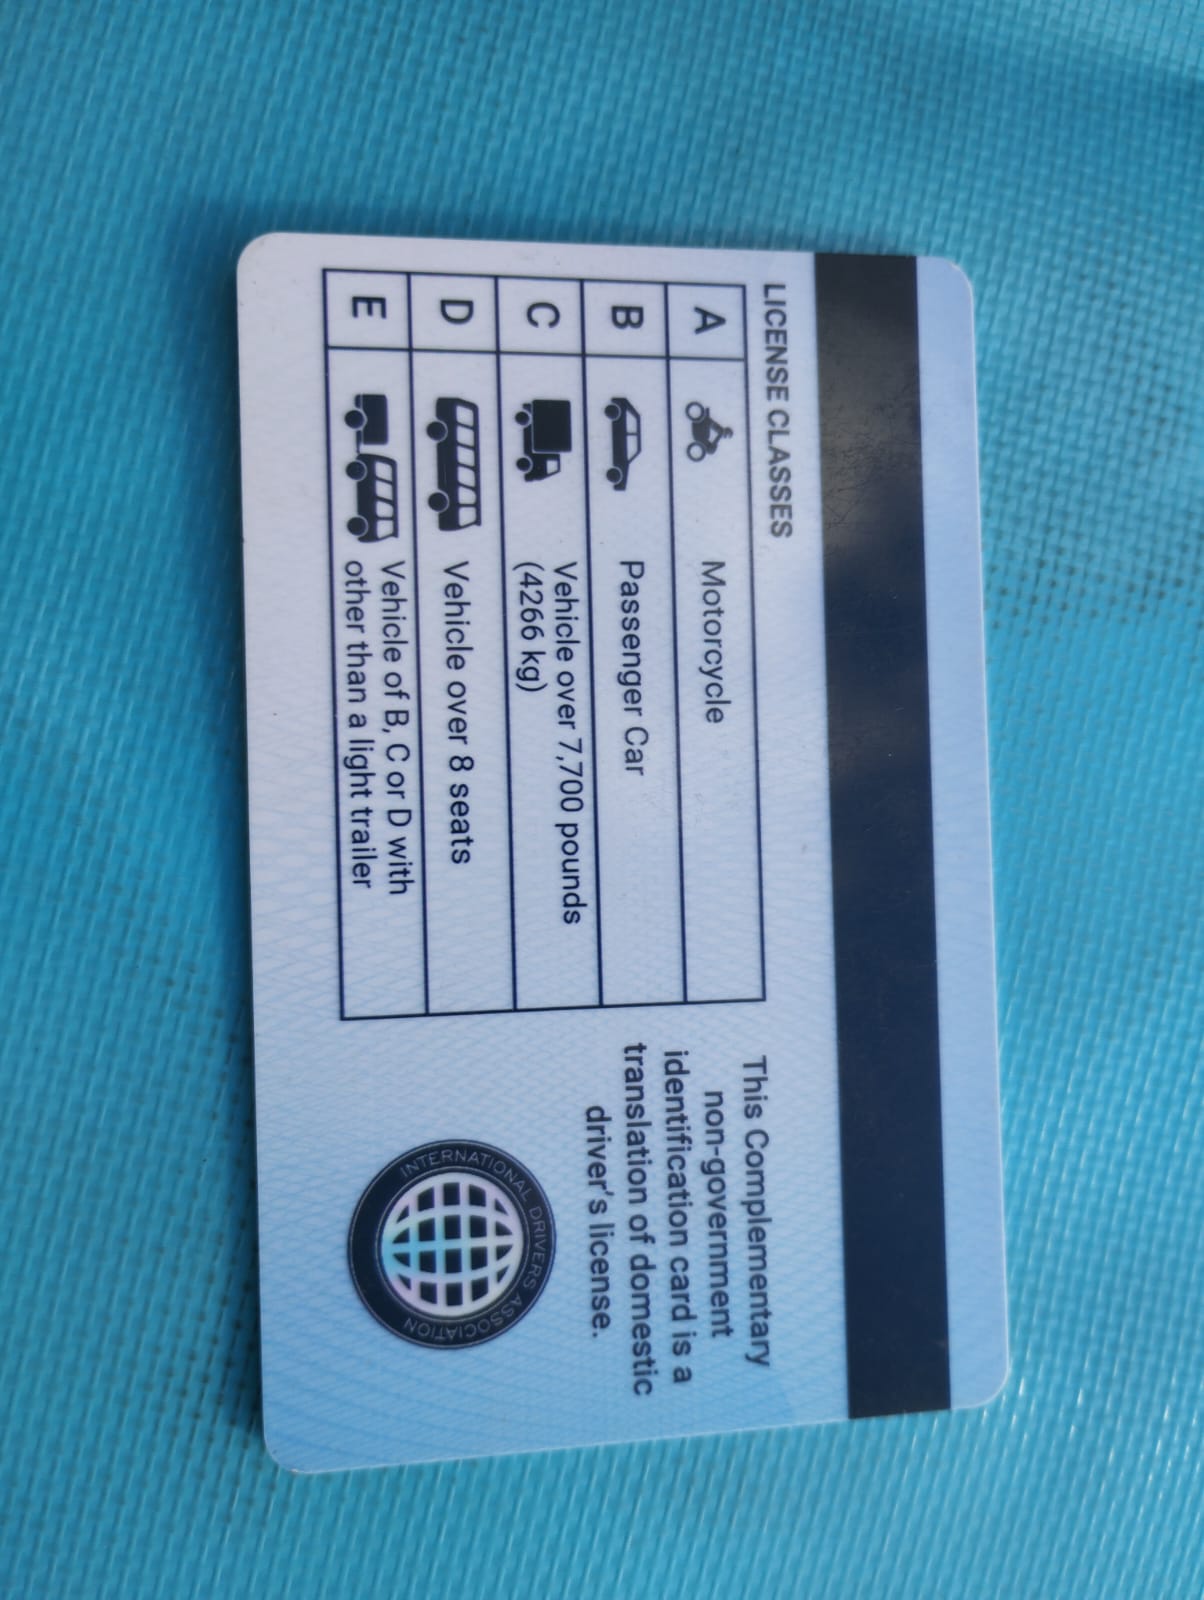 LICENSE CLASSES
A Motorcycle
B Passenger Car
C Vehicle over 7,700 pounds
(4266 kg)
D Vehicle over 8 seats
E Vehicle of B, C or D with
other than a light trailer
This Complementary
non-government
identification card is a
translation of domestic
driver's license.
INTERNATIONAL DRIVERS ASSOCIATION